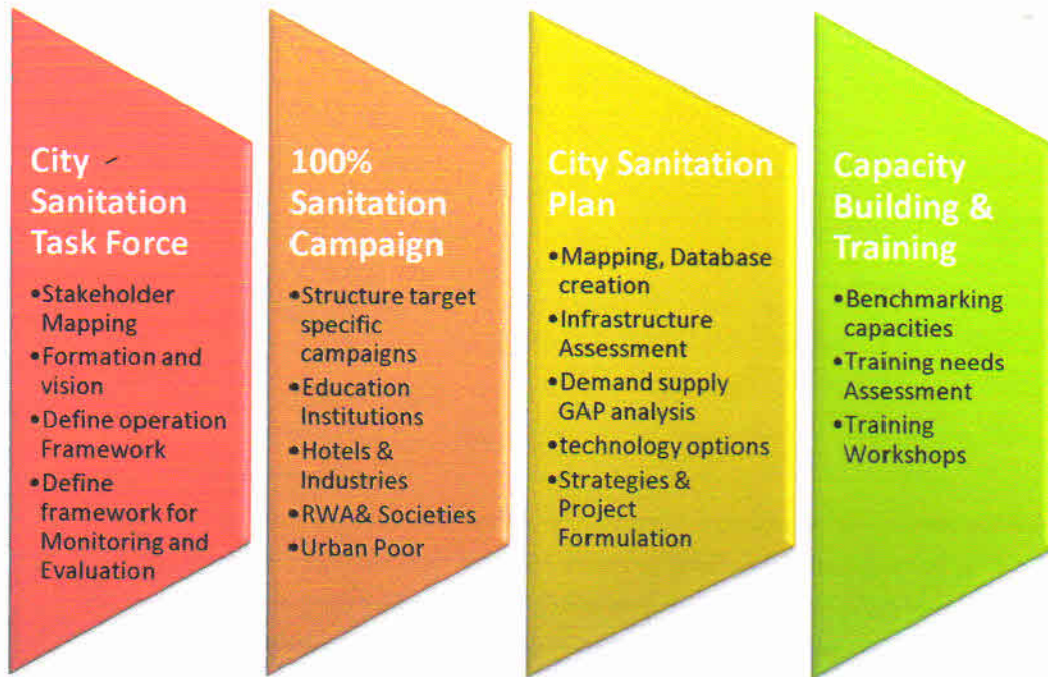 City
Sanitation
Task Force
•Stakeholder
Mapping
•Formation and
vision
•Define operation
Framework
•Define
framework for
Monitoring and
Evaluation
100%
Sanitation
Campaign
•Structure target
specific
campaigns
•Education
Institutions
•Hotels &
Industries
•RWA& Societies
•Urban Poor
City Sanitation
Plan
•Mapping, Database
creation
•Infrastructure
Assessment
•Demand supply
GAP analysis
•technology options
•Strategies &
Project
Formulation
Capacity
Building &
Training
•Benchmarking
capacities
•Training needs
Assessment
•Training
Workshops